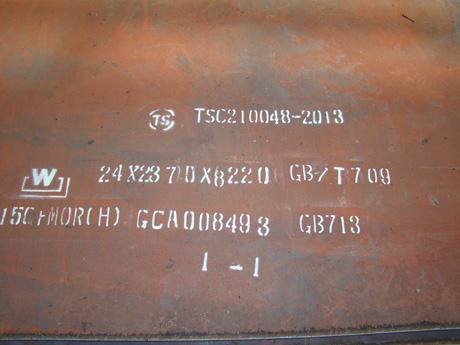 TS TSC210048-2013
W 24X2370X8220 GB/T709
15CrMOR(H) GCA008493 GB713
1-1